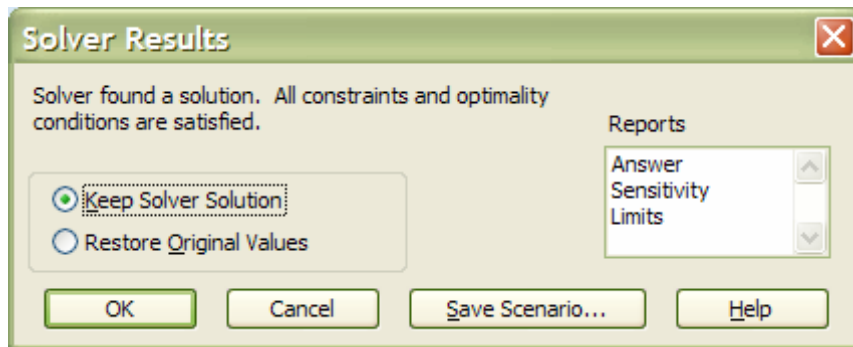 Solver Results
Solver found a solution.  All constraints and optimality
conditions are satisfied.
Reports
Answer
Sensitivity
Limits
Keep Solver Solution
Restore Original Values
OK
Cancel
Save Scenario...
Help